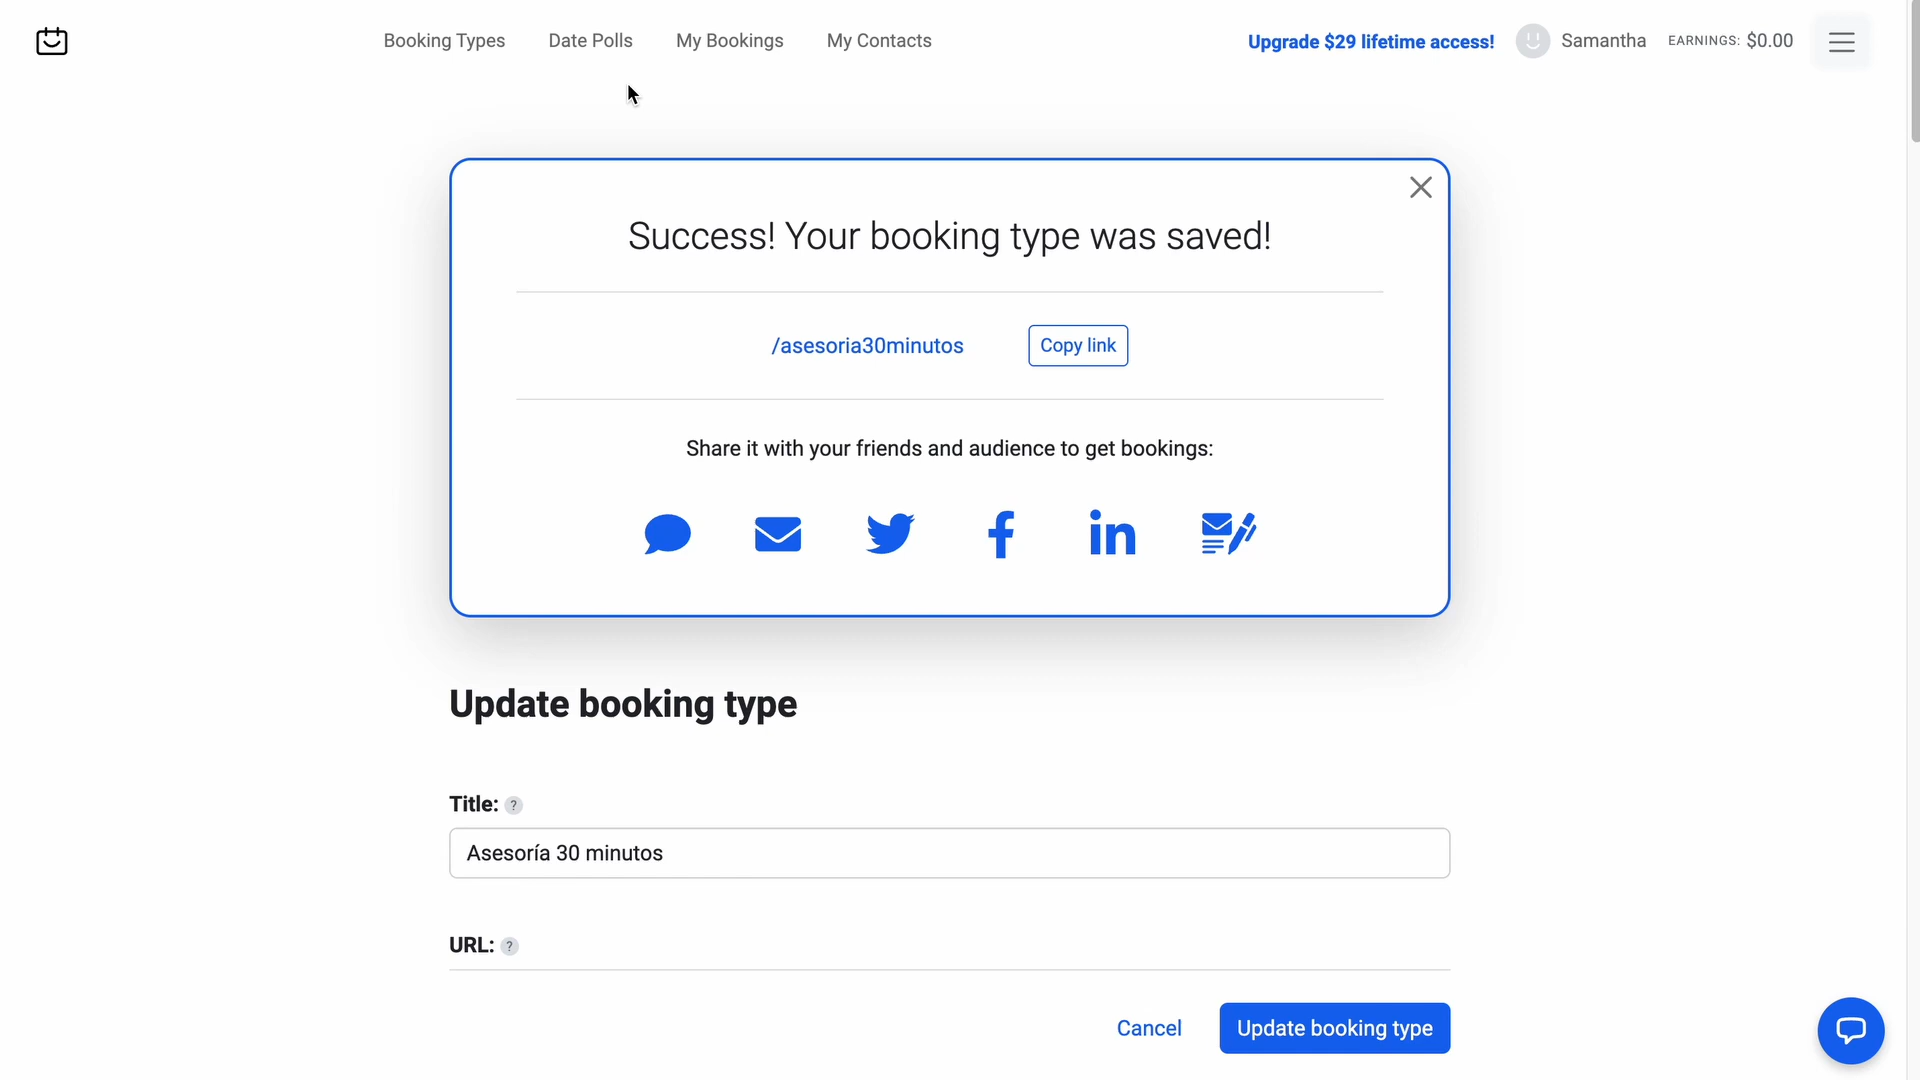 Booking Types Date Polls My Bookings My Contacts Upgrade $29 lifetime access! Samantha EARNINGS: $0.00
Success! Your booking type was saved!
/asesoria30minutos Copy link
Share it with your friends and audience to get bookings:
Update booking type
Title: ?
Asesoría 30 minutos
URL: ?
Cancel Update booking type